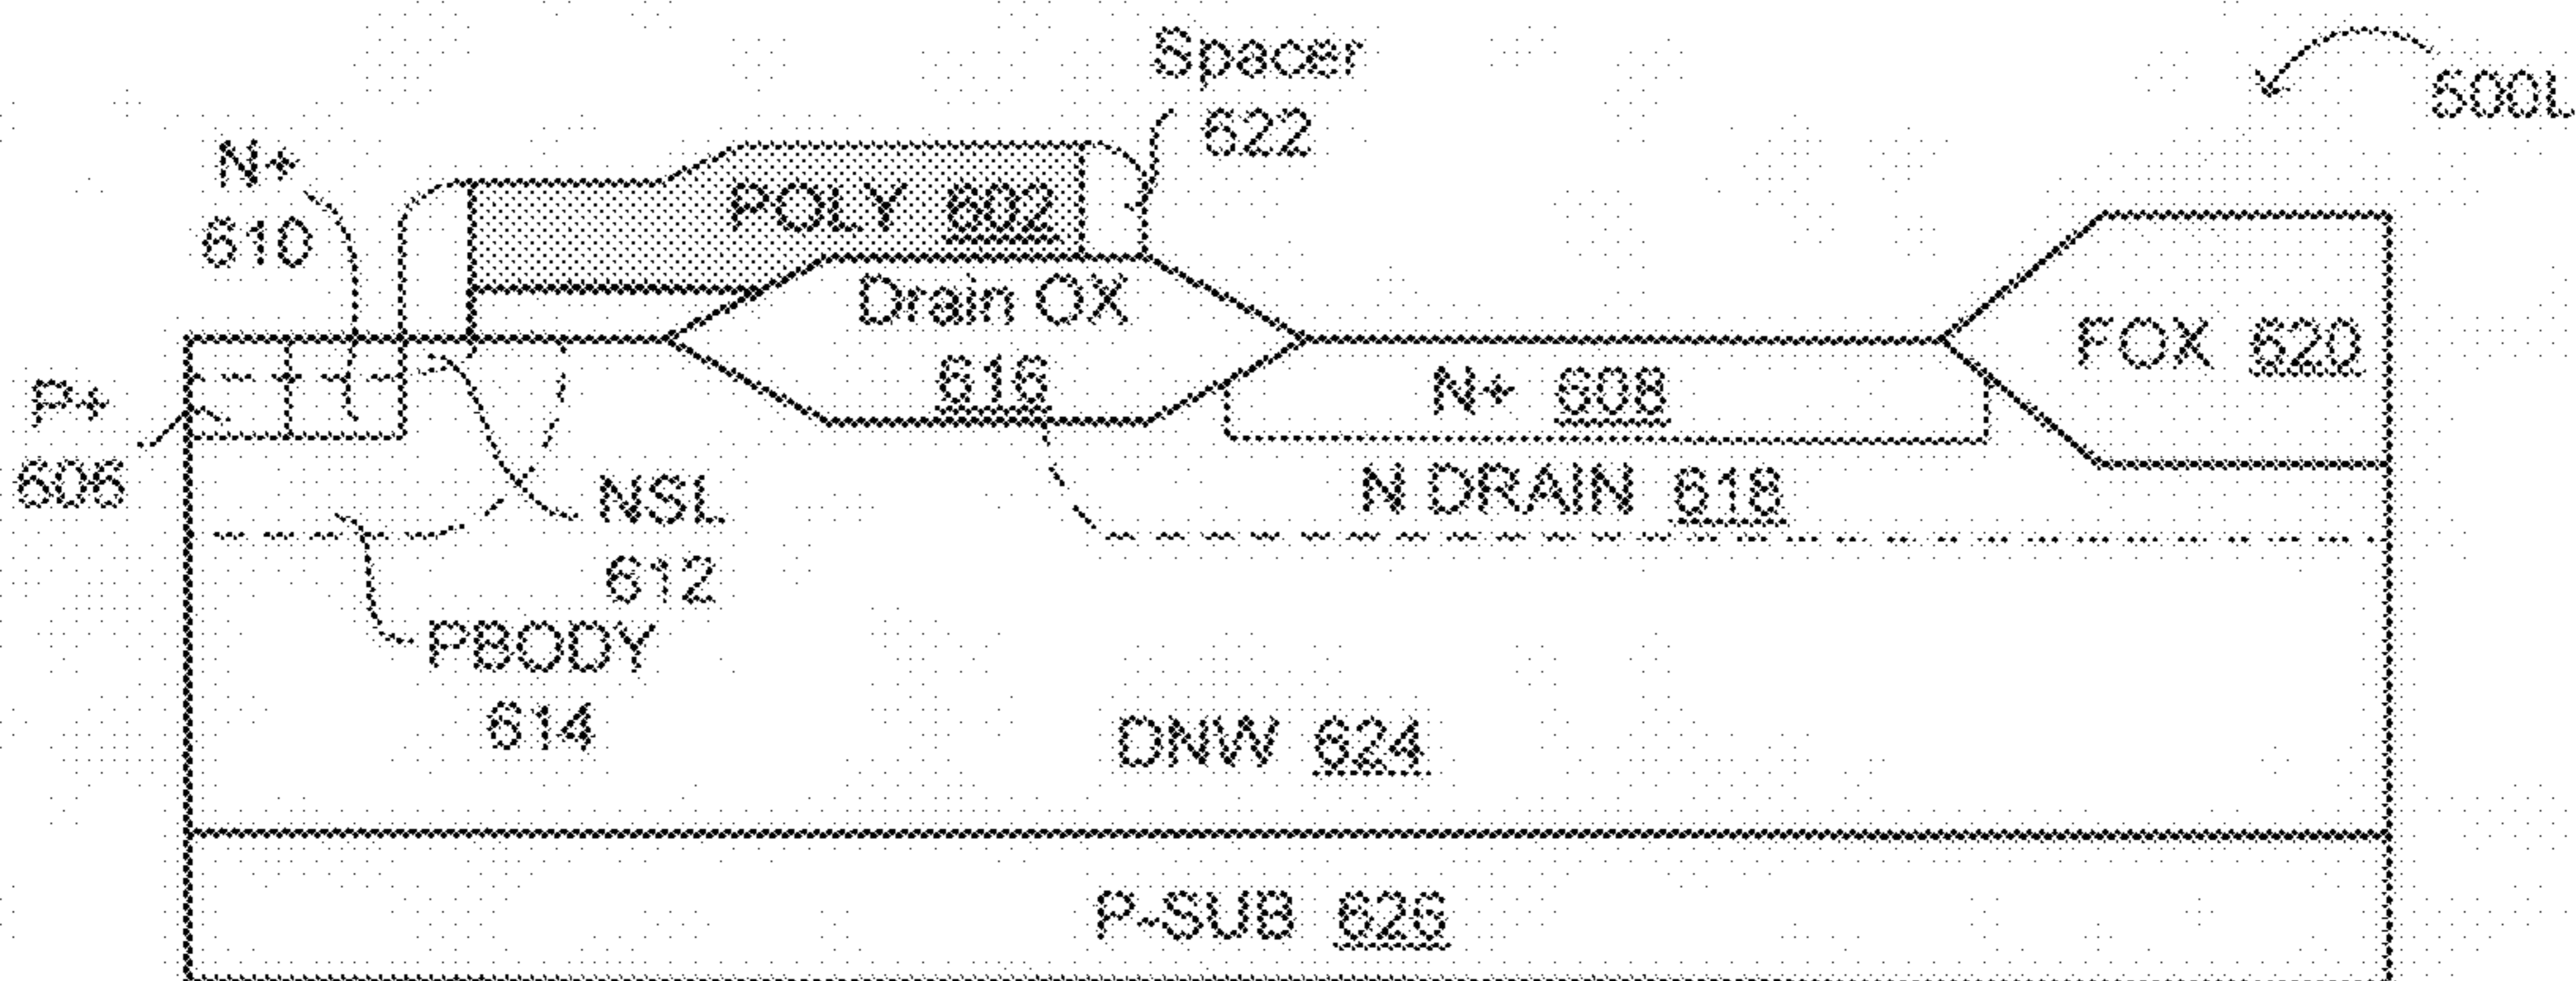 Spacer
622
600L
N+
610
POLY 602
Drain OX
616
FOX 620
P+
606
N+ 608
N DRAIN 618
NSL
612
PBODY
614
DNW 624
P-SUB 626